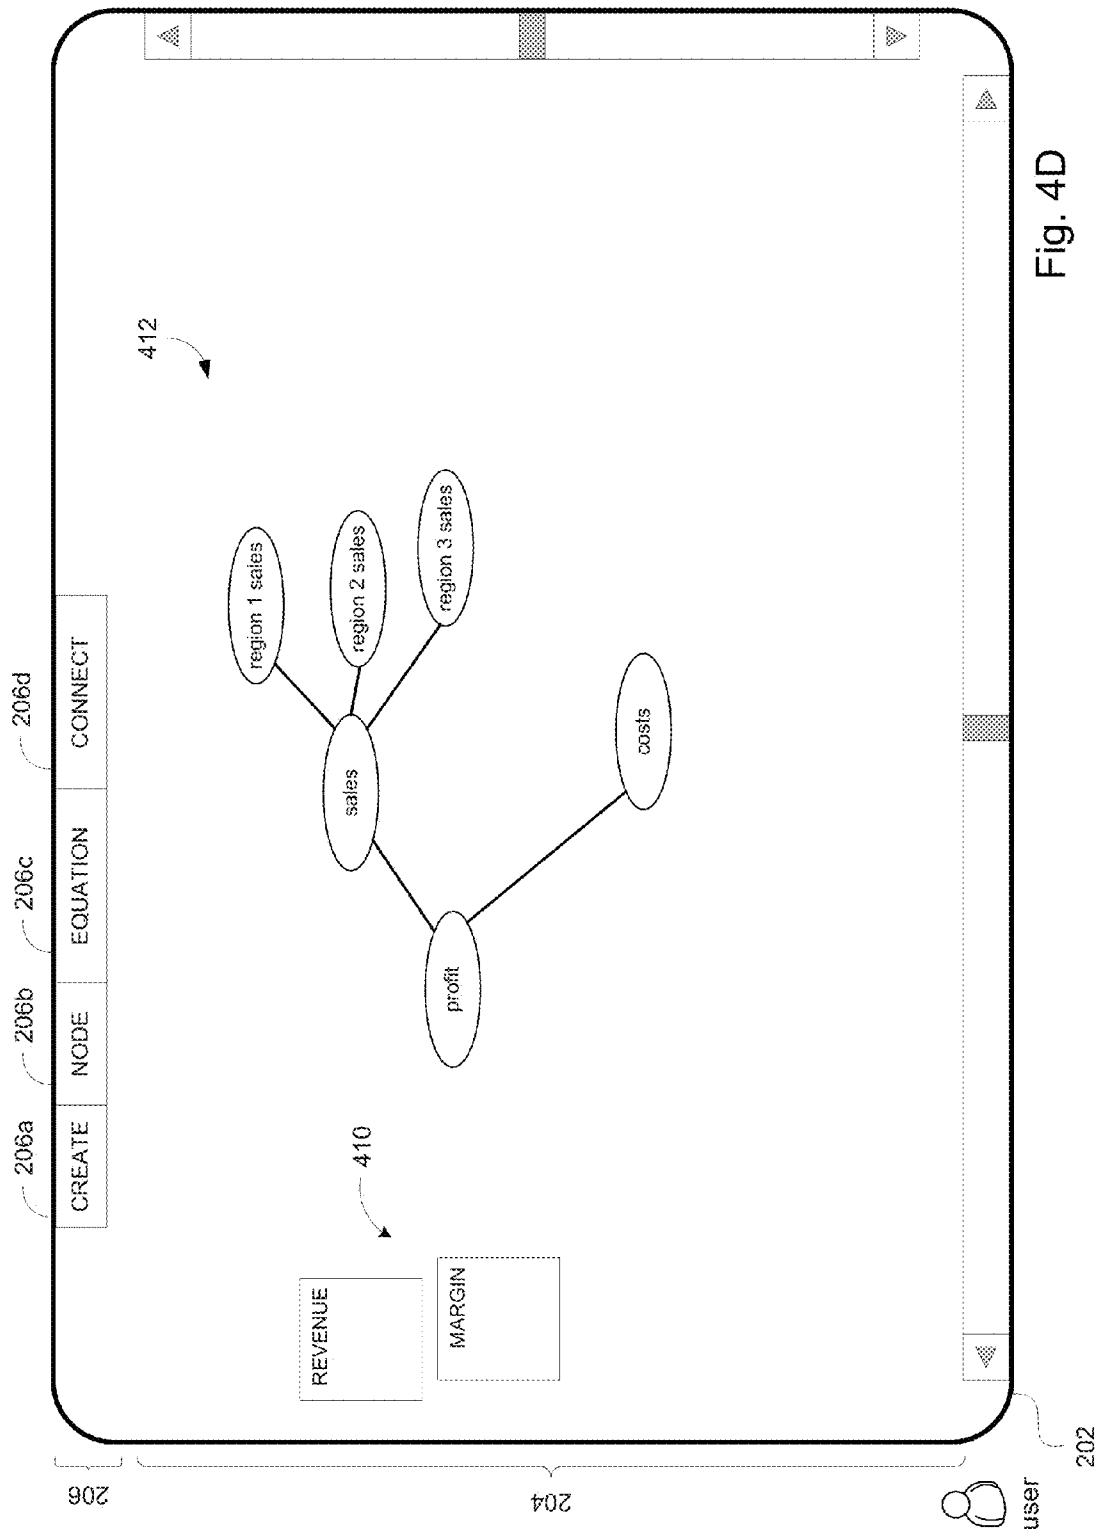 206a
206b
206c
206d
206
CREATE
NODE
EQUATION
CONNECT
412
region 1 sales
REVENUE
410
sales
region 2 sales
MARGIN
profit
region 3 sales
204
costs
user
202
Fig. 4D